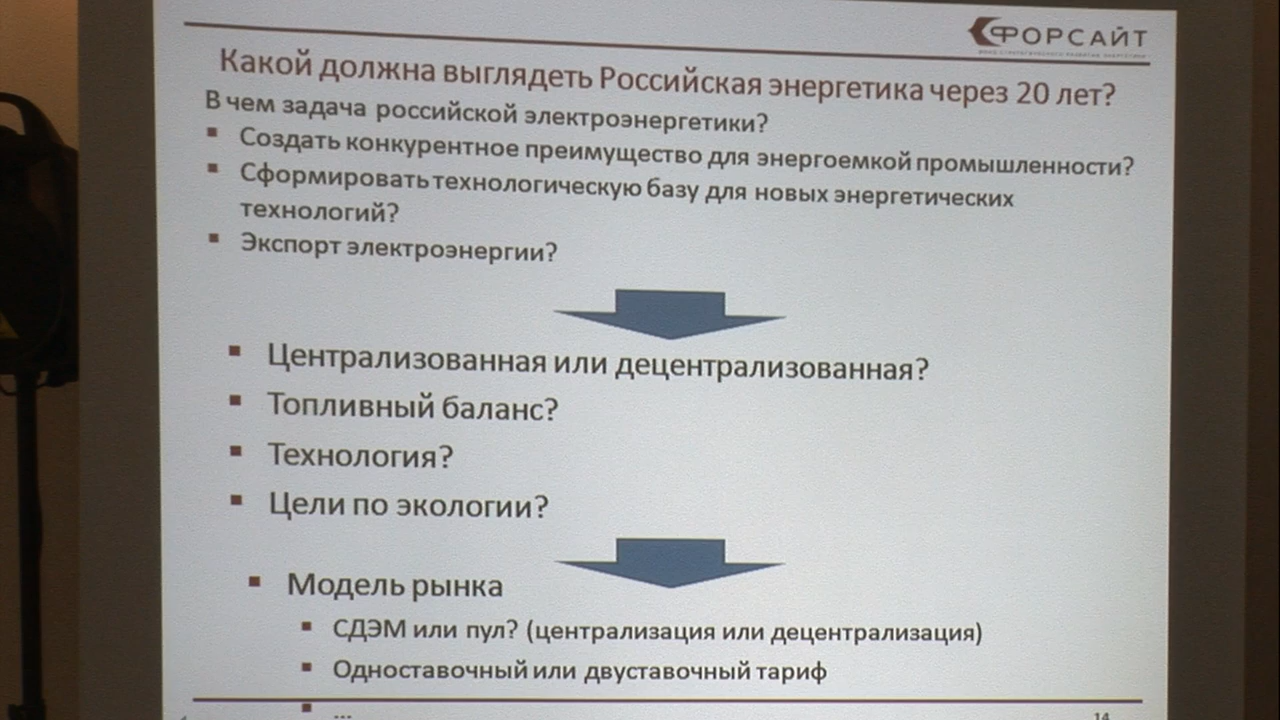 ФОРСАЙТ
Какой должна выглядеть Российская энергетика через 20 лет?
В чем задача российской электроэнергетики?
Создать конкурентное преимущество для энергоемкой промышленности?
Сформировать технологическую базу для новых энергетических
технологий?
Экспорт электроэнергии?
Централизованная или децентрализованная?
Топливный баланс?
Технология?
Цели по экологии?
Модель рынка
СДЭМ или пул? (централизация или децентрализация)
Одноставочный или двуставочный тариф
...
14